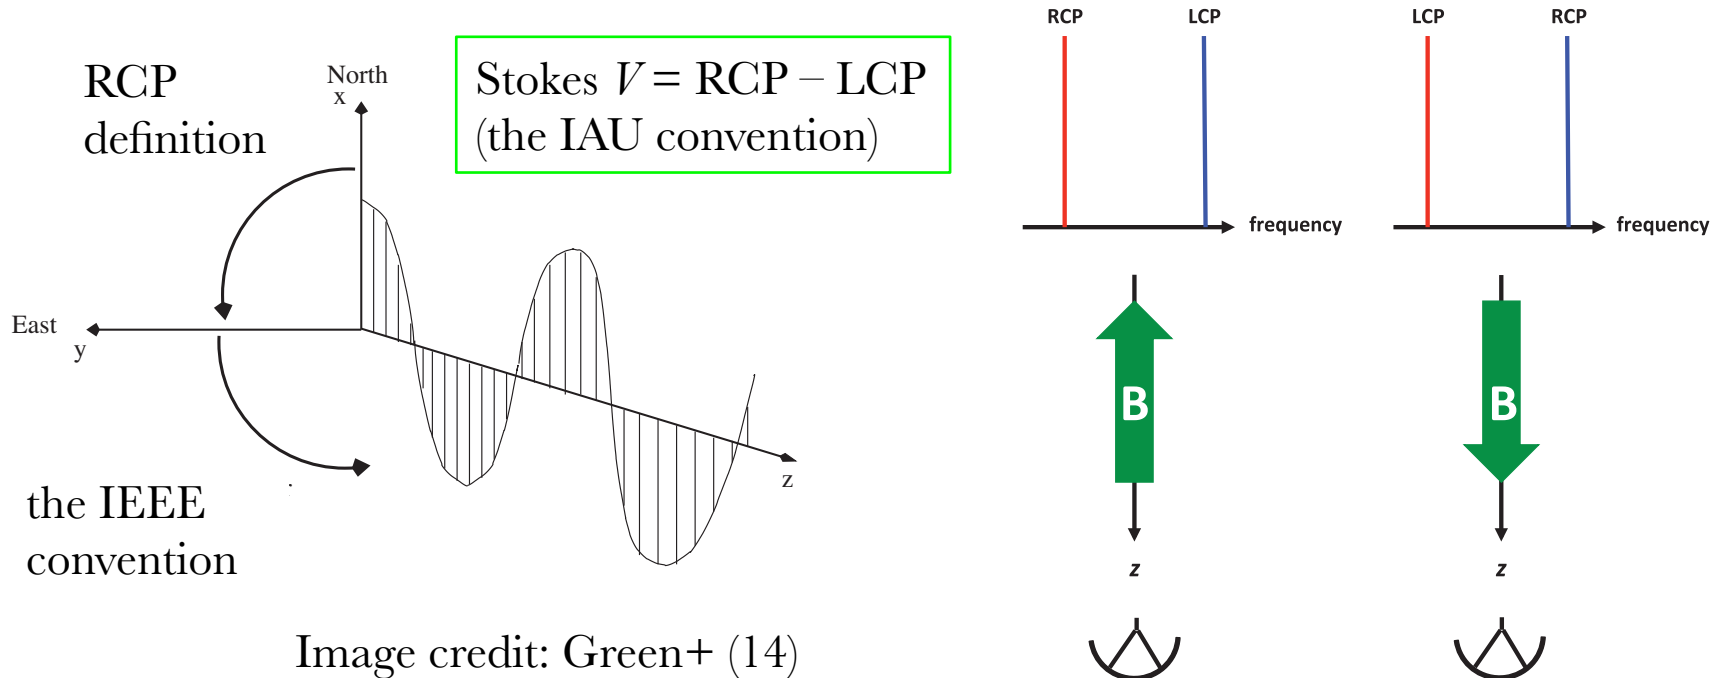 RCP
definition
North
x
East
y
z
the IEEE
convention
Stokes V = RCP – LCP
(the IAU convention)
Image credit: Green+ (14)
RCP
LCP
frequency
B
z
LCP
RCP
frequency
B
z